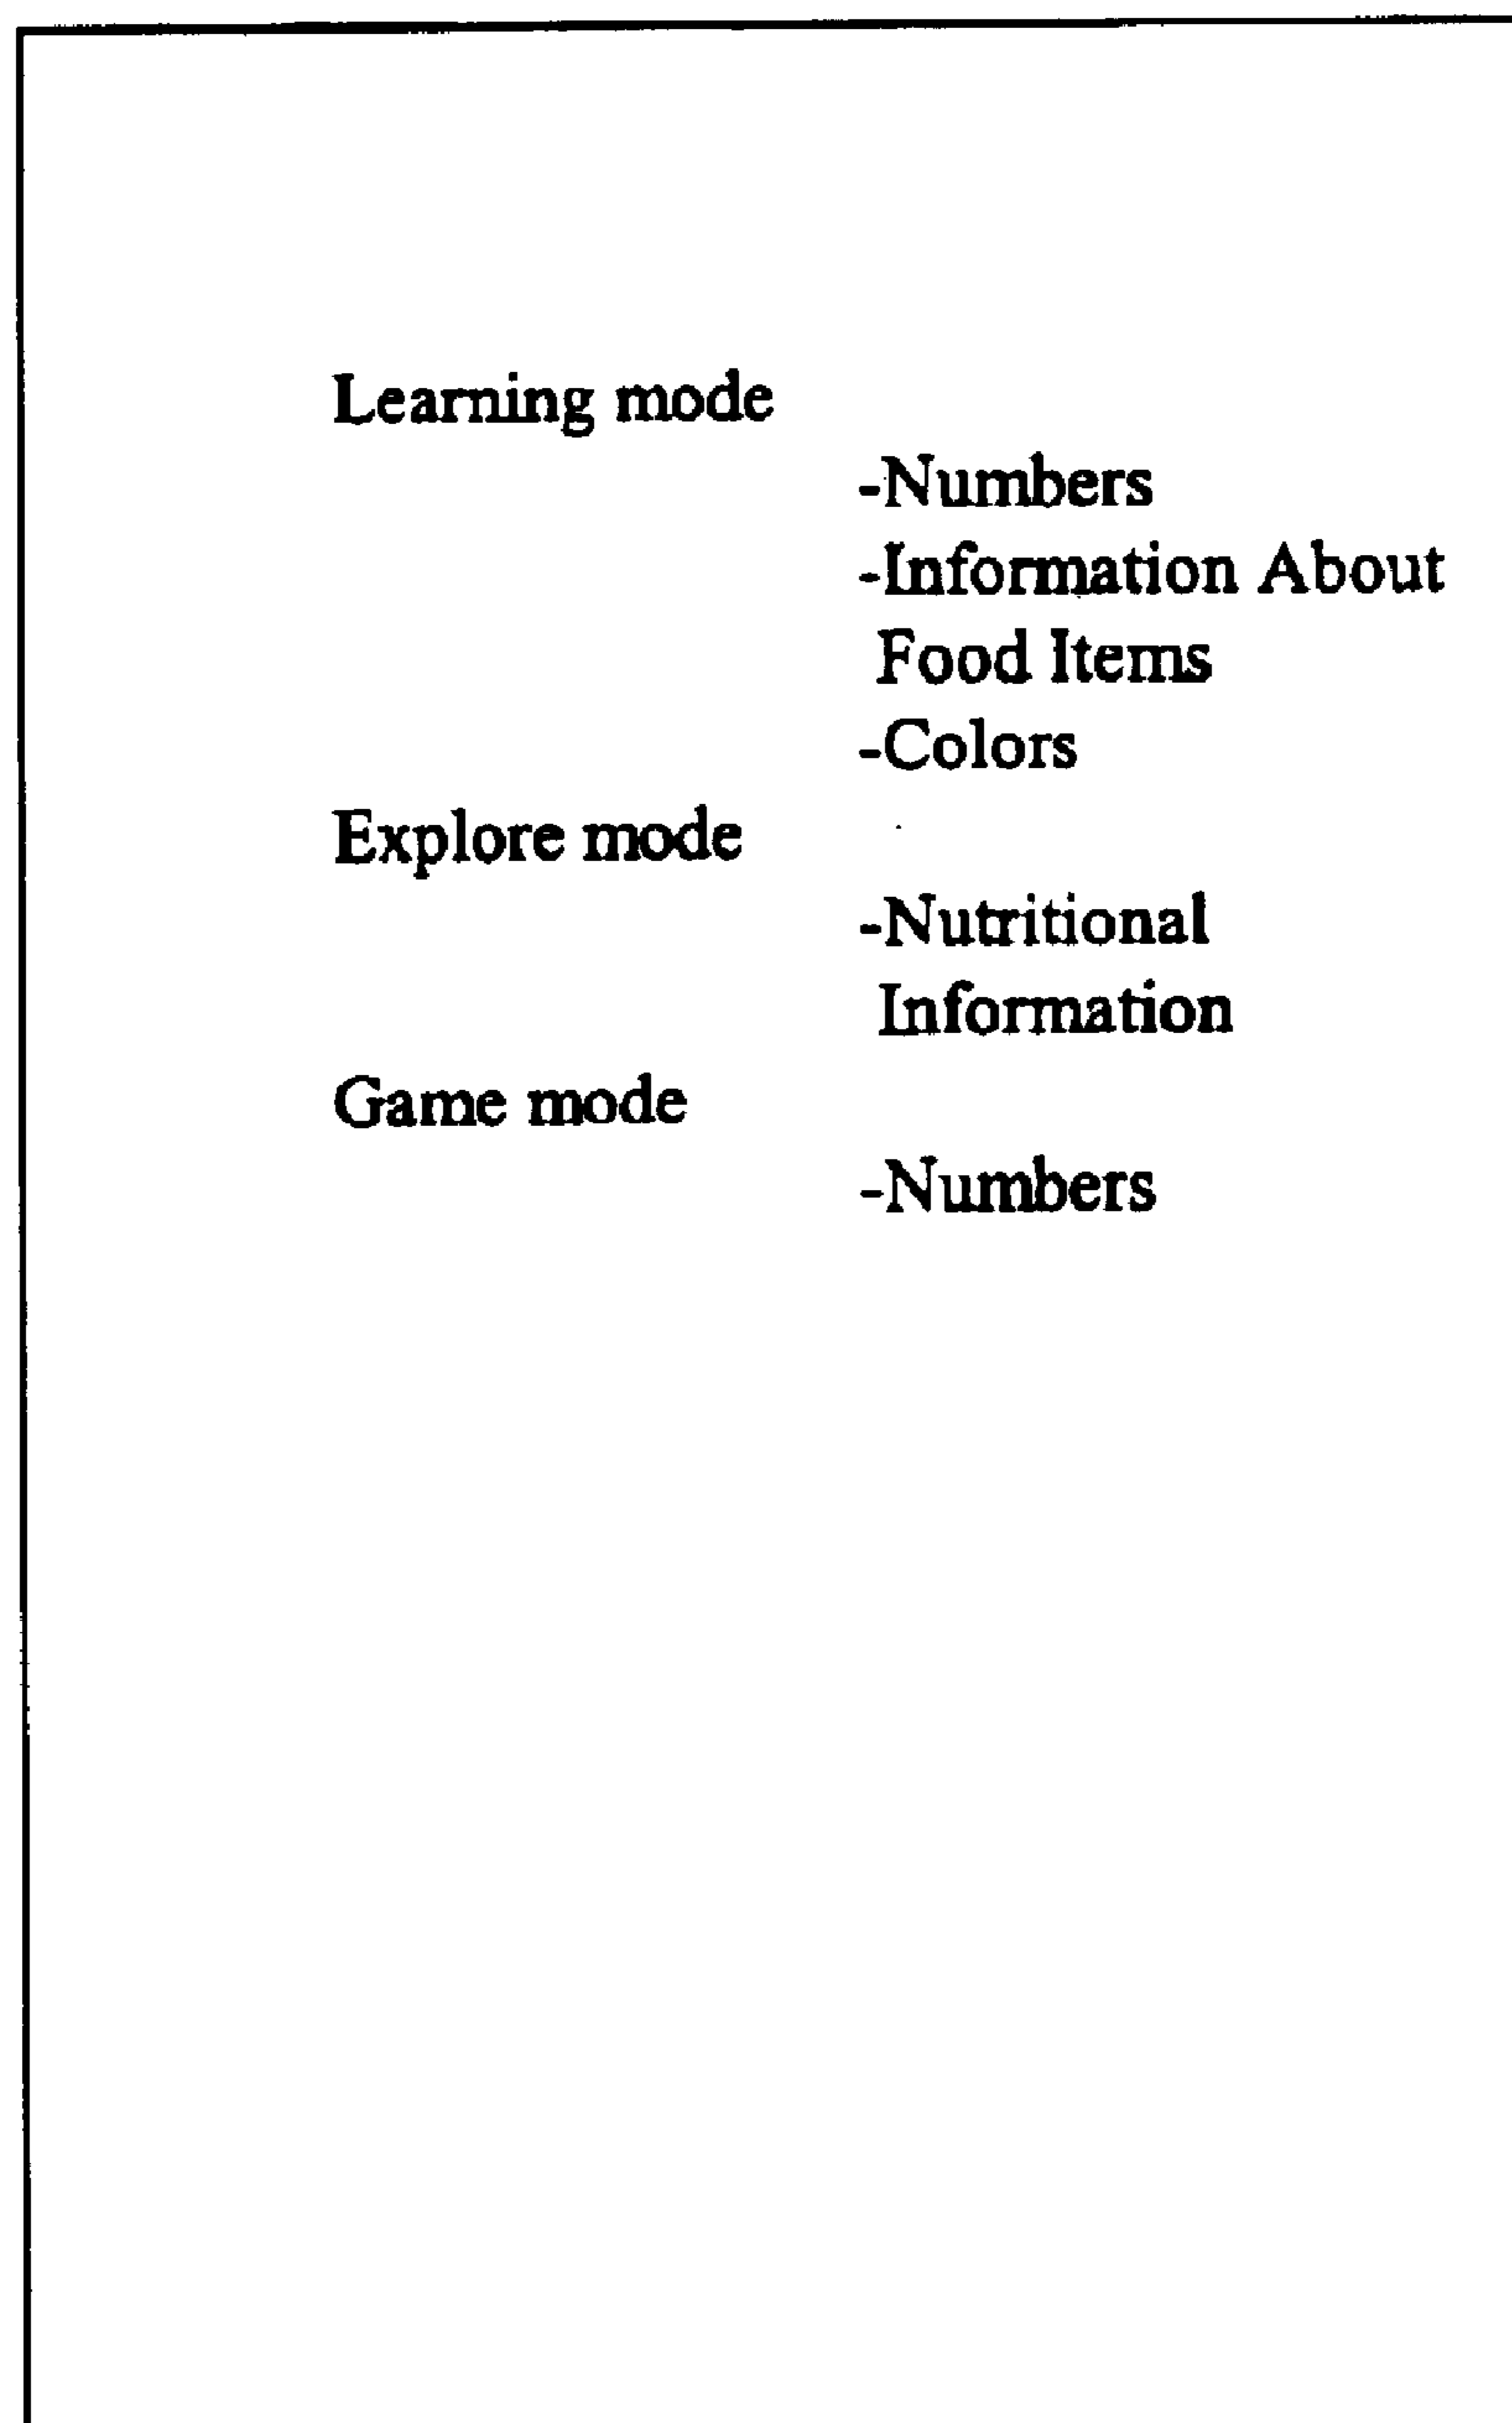 Learning mode
-Numbers
-Information About
Food Items
-Colors
Explore mode
-Nutritional
Information
Game mode
-Numbers